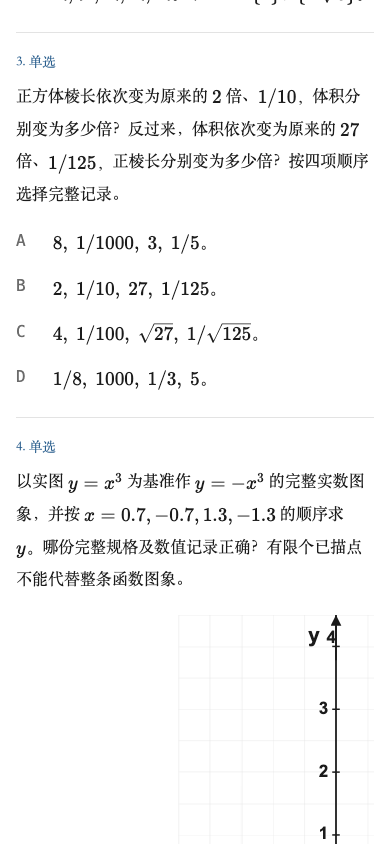 3. 单选
正方体棱长依次变为原来的 2 倍、1/10，体积分
别变为多少倍？反过来，体积依次变为原来的 27
倍、1/125，正棱长分别变为多少倍？按四项顺序
选择完整记录。
A 8, 1/1000, 3, 1/5。
B 2, 1/10, 27, 1/125。
C 4, 1/100, √27, 1/√125。
D 1/8, 1000, 1/3, 5。
4. 单选
以实图 y = x³ 为基准作 y = −x³ 的完整实数图
象，并按 x = 0.7, −0.7, 1.3, −1.3 的顺序求
y。哪份完整规格及数值记录正确？有限个已描点
不能代替整条函数图象。
y 4
3
2
1